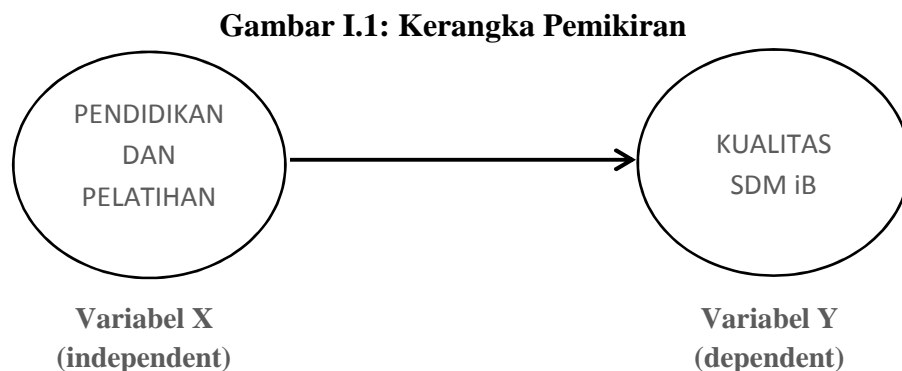 Gambar I.1: Kerangka Pemikiran
PENDIDIKAN
DAN
PELATIHAN
KUALITAS
SDM iB
Variabel X
(independent)
Variabel Y
(dependent)